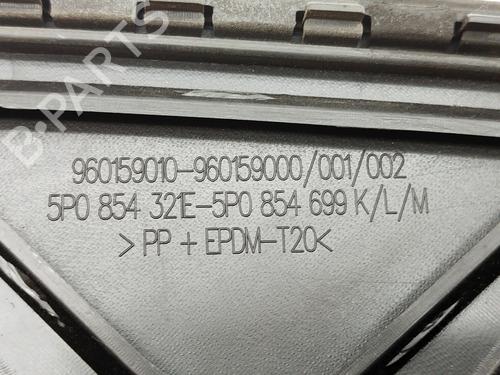 B-PARTS
960159010-960159000/001/002
5P0 854 321E-5P0 854 699 K/L/M
>PP + EPDM-T20<